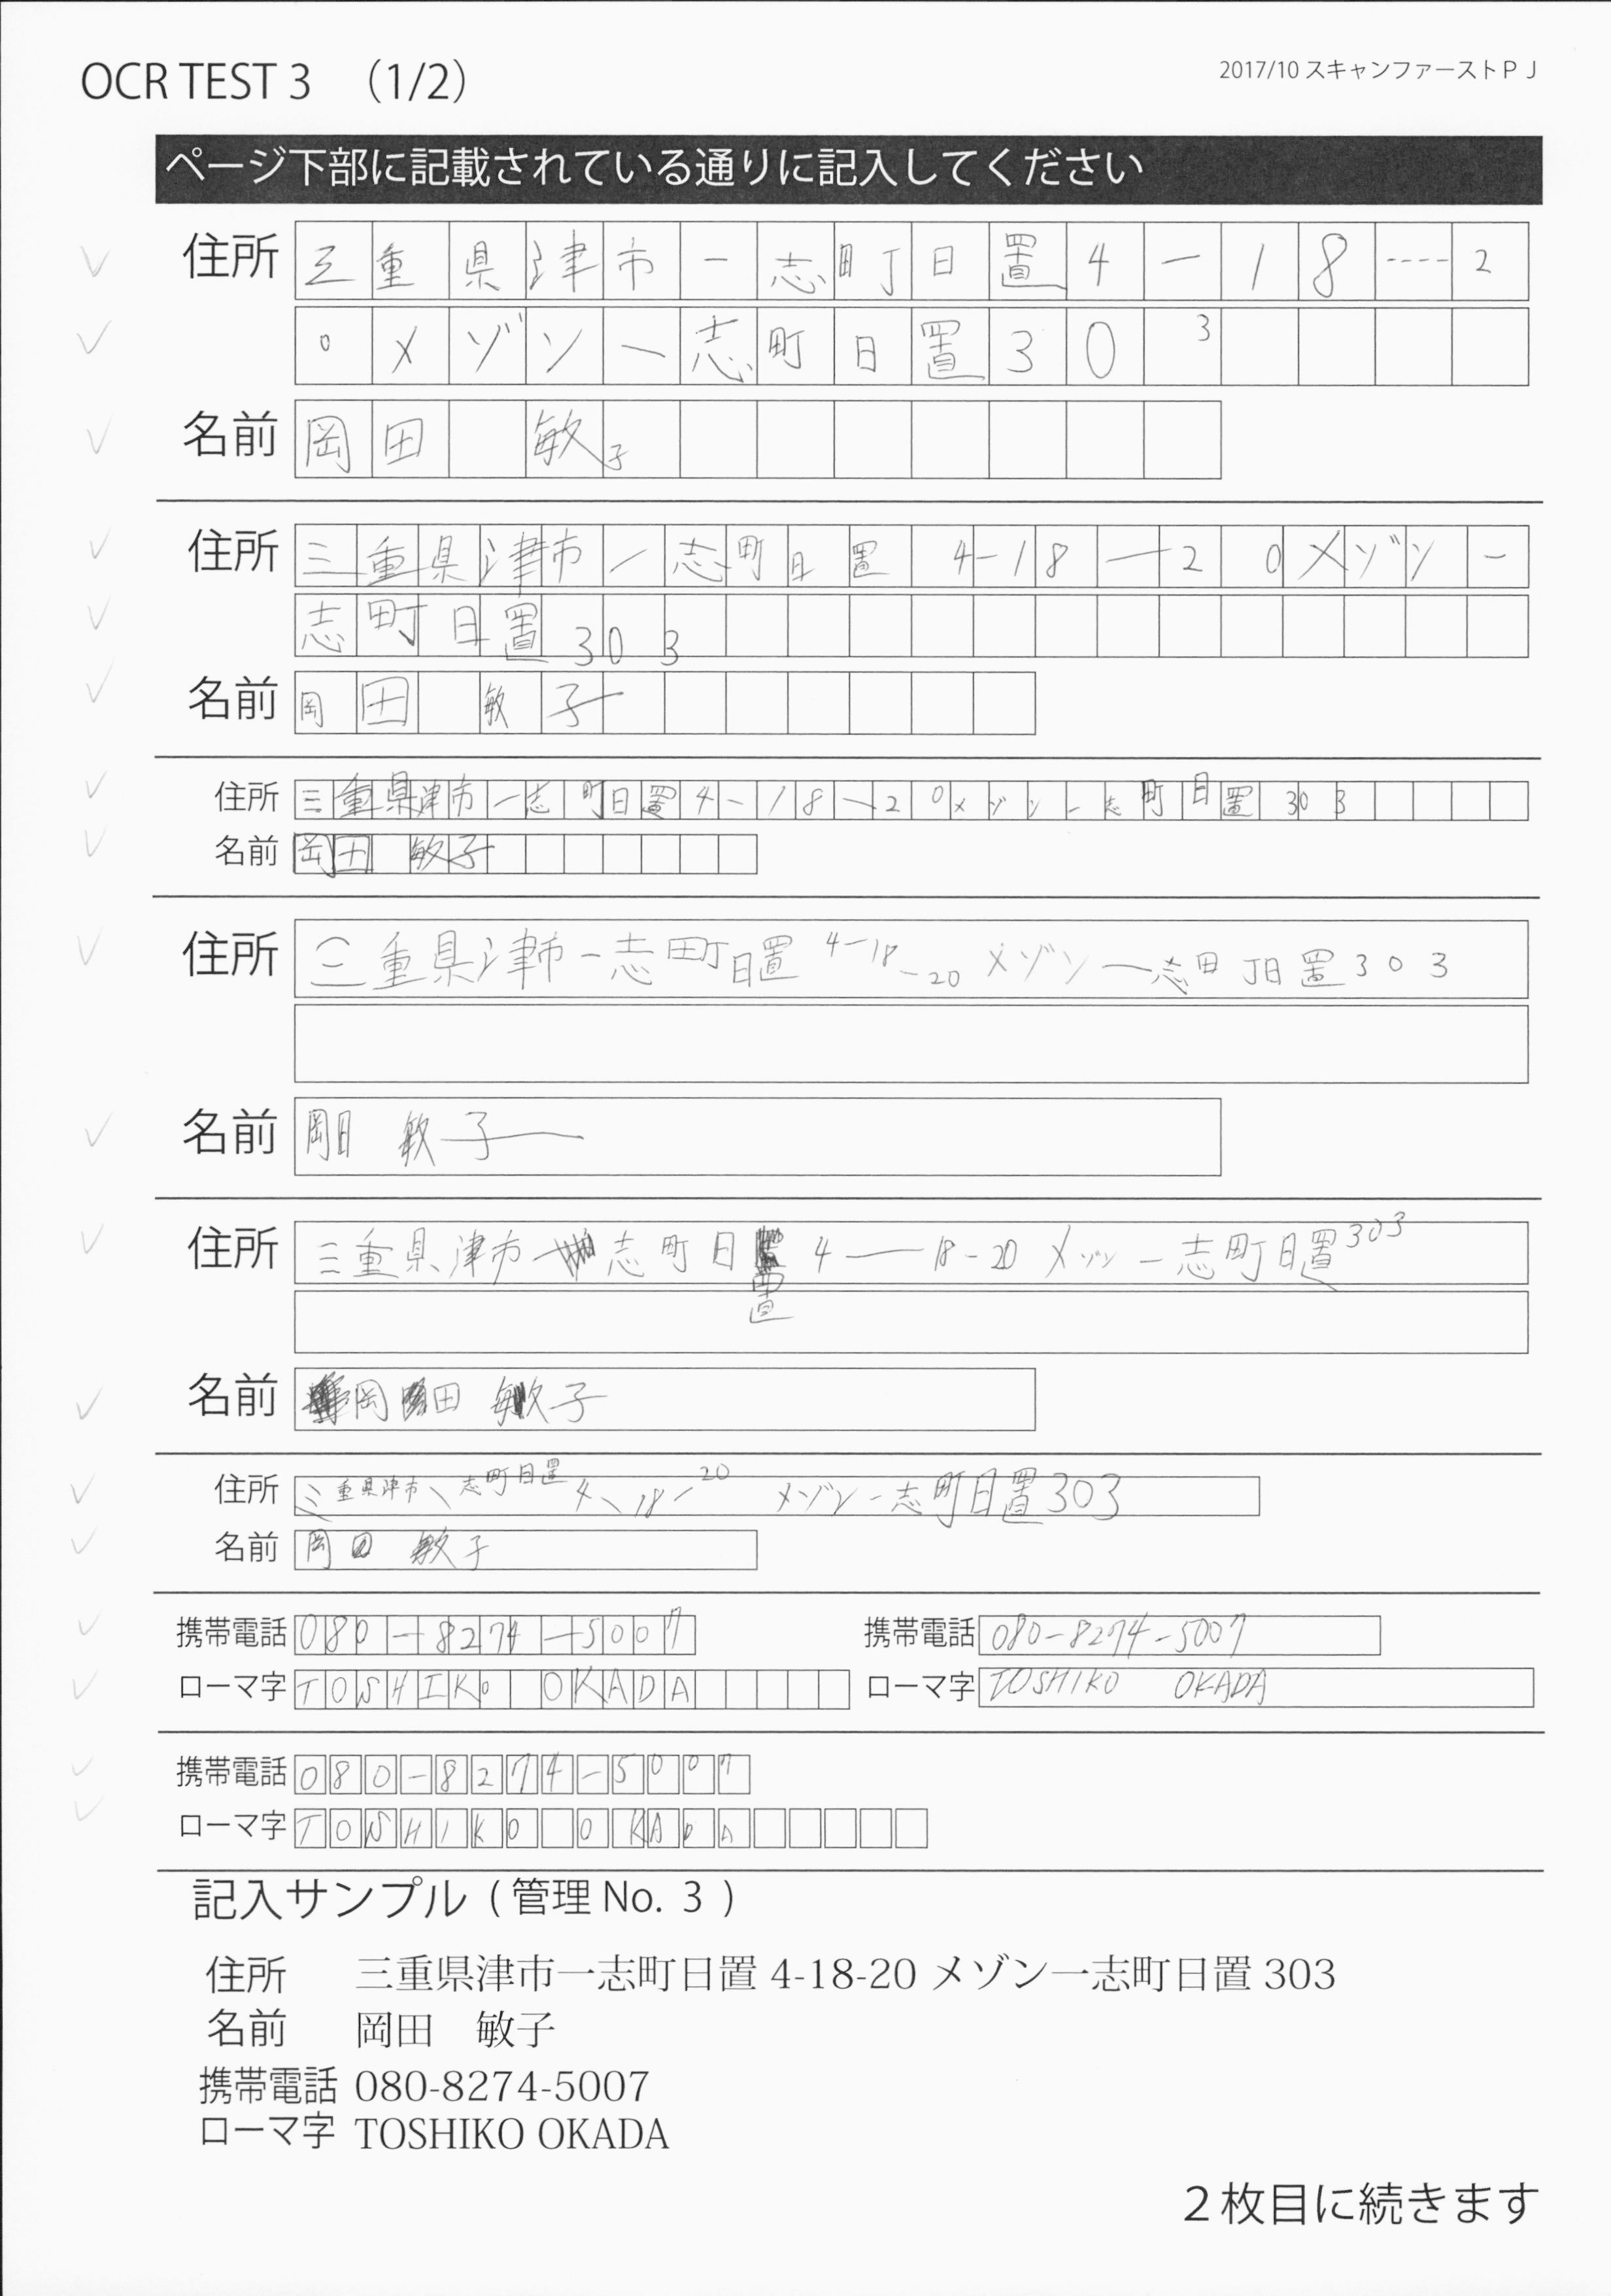 OCR TEST 3 （1/2）
2017/10 スキャンファーストＰＪ
ページ下部に記載されている通りに記入してください
住所 三重県津市一志町日置4－18----2
0メゾン一志町日置303
名前 岡田 敏子
住所 三重県津市一志町日置 4-18-20メゾン一
志町日置303
名前 岡田 敏子
住所 三重県津市一志町日置4-18-20メゾン一志町日置303
名前 岡田 敏子
住所 三重県津市一志町日置 4-18-20 メゾン一志町日置303
名前 岡田 敏子
住所 三重県津市 志町日置 4-18-20 メゾン一志町日置303
名前 岡田 敏子
住所 三重県津市一志町日置4-18-20 メゾン一志町日置303
名前 岡田 敏子
携帯電話 080-8274-5007 携帯電話 080-8274-5007
ローマ字 TOSHIKO OKADA ローマ字 TOSHIKO OKADA
携帯電話 080-8274-5007
ローマ字 TOSHIKO OKADA
記入サンプル ( 管理 No. 3 )
住所 三重県津市一志町日置 4-18-20 メゾン一志町日置 303
名前 岡田 敏子
携帯電話 080-8274-5007
ローマ字 TOSHIKO OKADA
２枚目に続きます